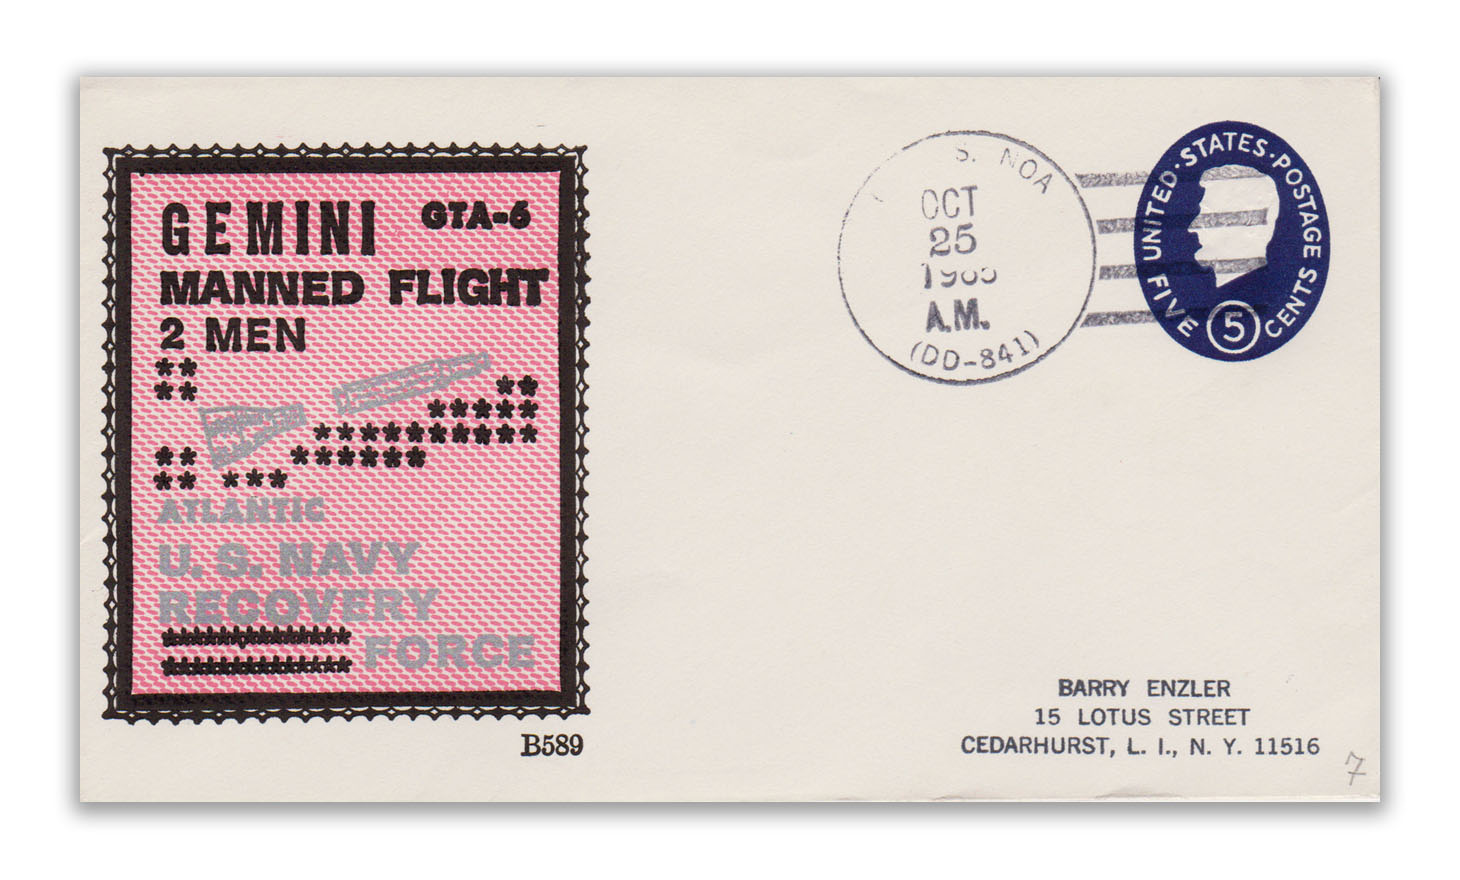 GEMINI GTA-6
MANNED FLIGHT
2 MEN
** **
** *****
***********
** ******
** ***
ATLANTIC
U. S. NAVY
RECOVERY
FORCE
B589
S. NOA
OCT
25
A.M.
(DD-841)
UNITED·STATES·POSTAGE
FIVE 5 CENTS
BARRY ENZLER
15 LOTUS STREET
CEDARHURST, L. I., N. Y. 11516
7